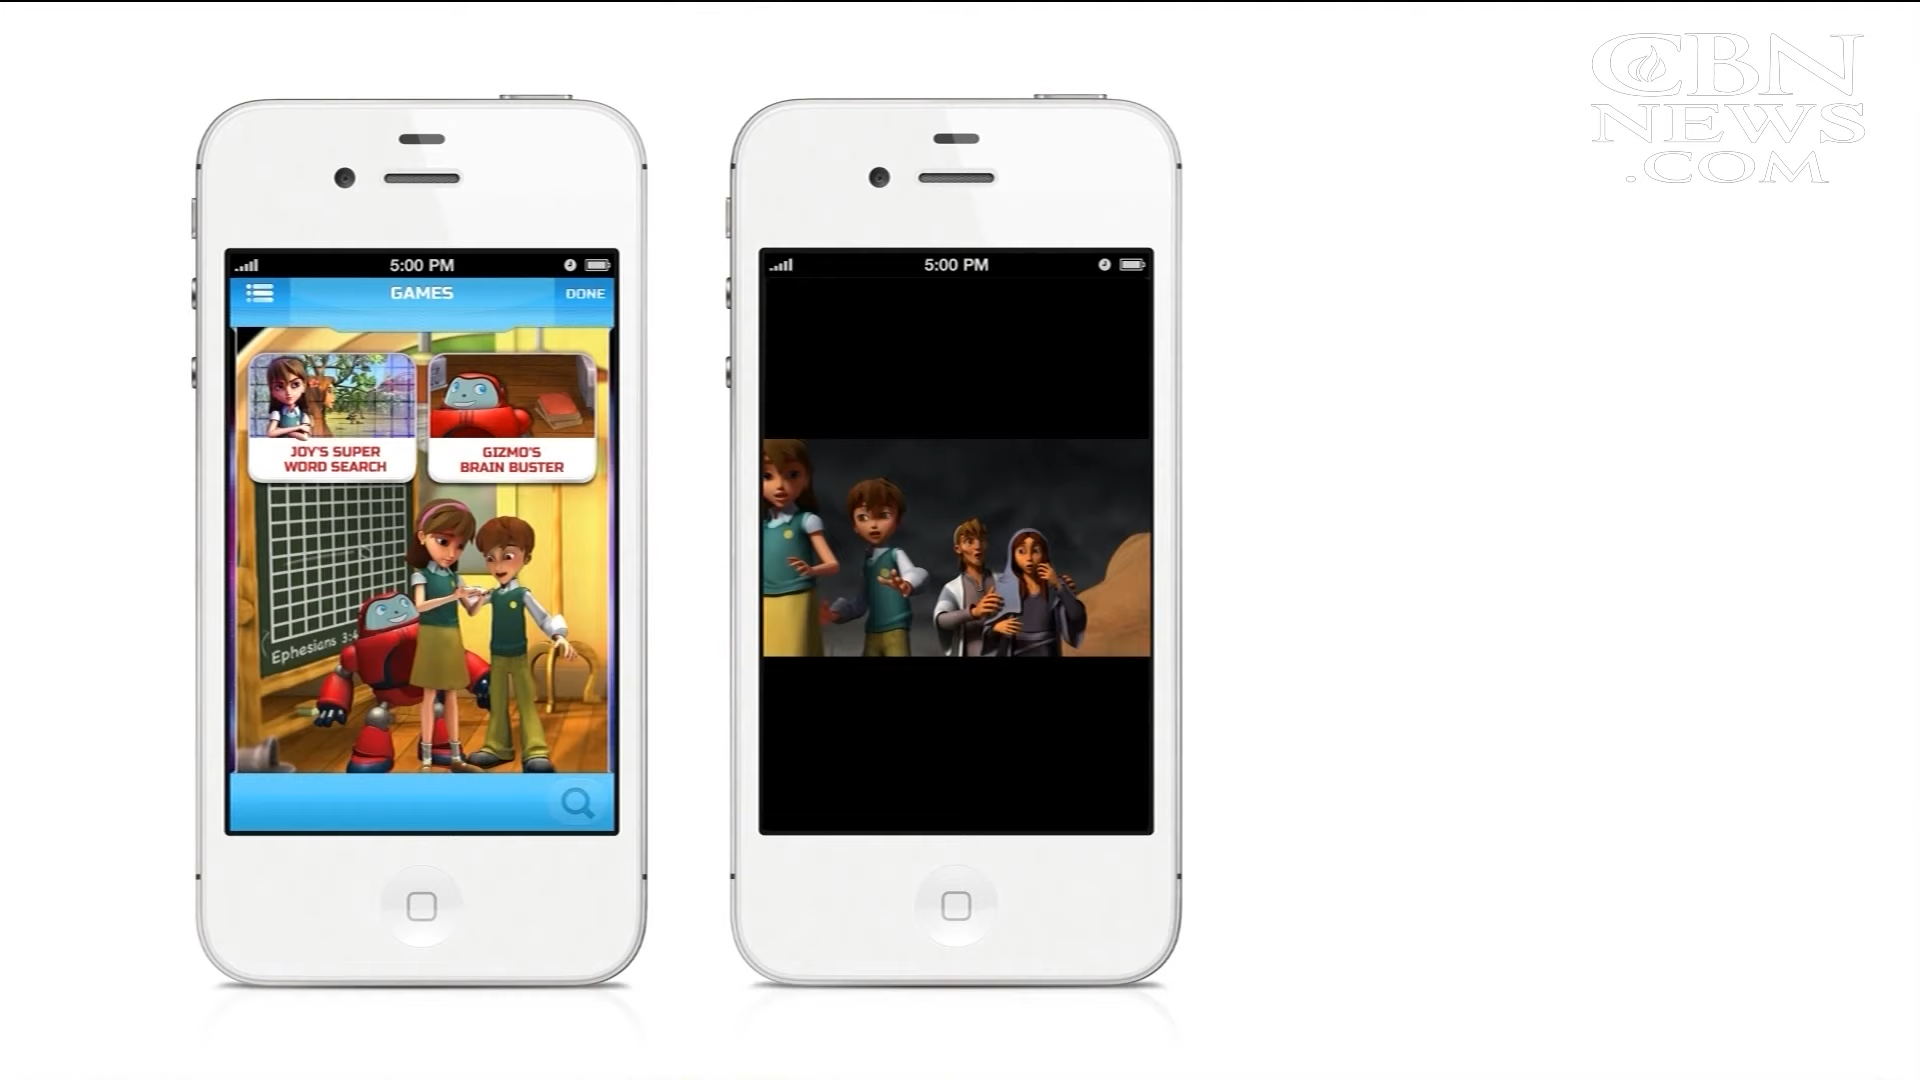 CBN
NEWS
.COM
5:00 PM
GAMES
DONE
JOY'S SUPER
WORD SEARCH
GIZMO'S
BRAIN BUSTER
Ephesians 3:4
5:00 PM